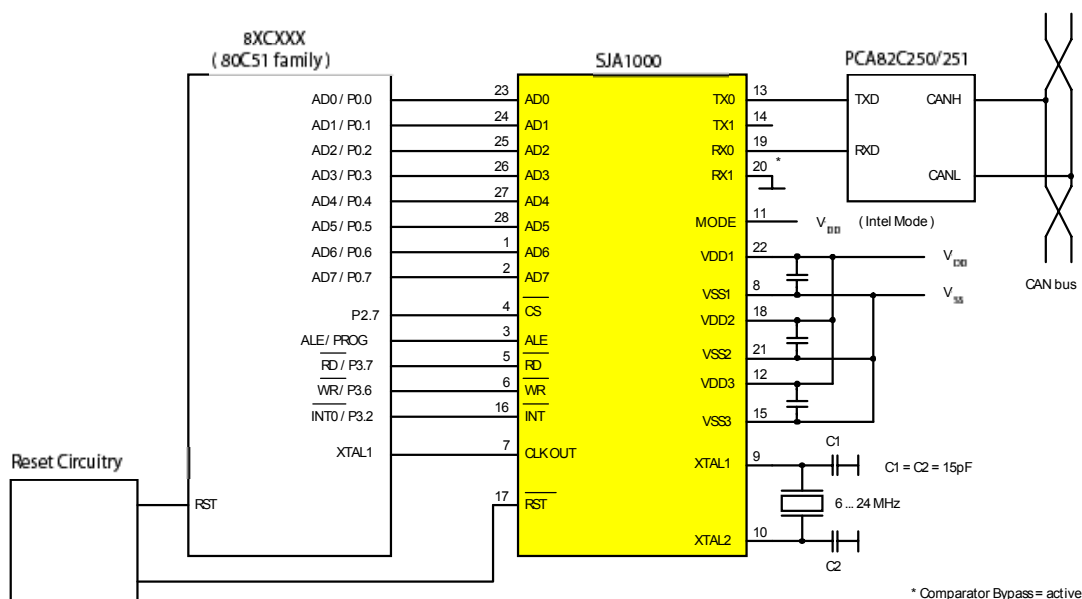 8XCXXX
( 80C51 family )
SJA1000
PCA82C250/251
AD0 / P0.0
23
AD0
TX0
13
TXD
CANH
AD1 / P0.1
24
AD1
TX1
14
AD2 / P0.2
25
AD2
RX0
19
RXD
AD3 / P0.3
26
AD3
RX1
20
*
CANL
AD4 / P0.4
27
AD4
AD5 / P0.5
28
AD5
MODE
11
VDD
( Intel Mode )
AD6 / P0.6
1
AD6
VDD1
22
VDD
AD7 / P0.7
2
AD7
CAN bus
VSS1
8
VSS
P2.7
4
CS
VDD2
18
ALE / PROG
3
ALE
RD / P3.7
5
RD
VSS2
21
WR / P3.6
6
WR
VDD3
12
INT0 / P3.2
16
INT
VSS3
15
XTAL1
7
CLKOUT
XTAL1
9
C1
C1 = C2 = 15pF
Reset Circuitry
RST
17
RST
6 ... 24 MHz
XTAL2
10
C2
* Comparator Bypass = active